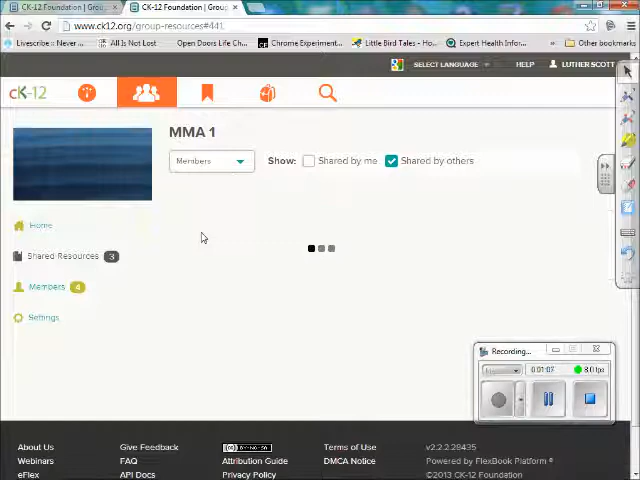 CK-12 Foundation | Grou
CK-12 Foundation | Group
www.ck12.org/group-resources#441
Livescribe :: Never ...
All Is Not Lost
Open Doors Life Ch...
Chrome Experiment...
Little Bird Tales - Ho...
Expert Health Infor...
»
Other bookmarks
SELECT LANGUAGE
HELP
LUTHER SCOTT
cK-12
MMA 1
Members
Show:
Shared by me
Shared by others
Home
Shared Resources 3
Members 4
Settings
Recording...
0:01:07
8.0 fps
About Us
Give Feedback
Terms of Use
v2.2.2.28435
Webinars
FAQ
Attribution Guide
DMCA Notice
Powered by FlexBook Platform ®
eFlex
API Docs
Privacy Policy
©2013 CK-12 Foundation